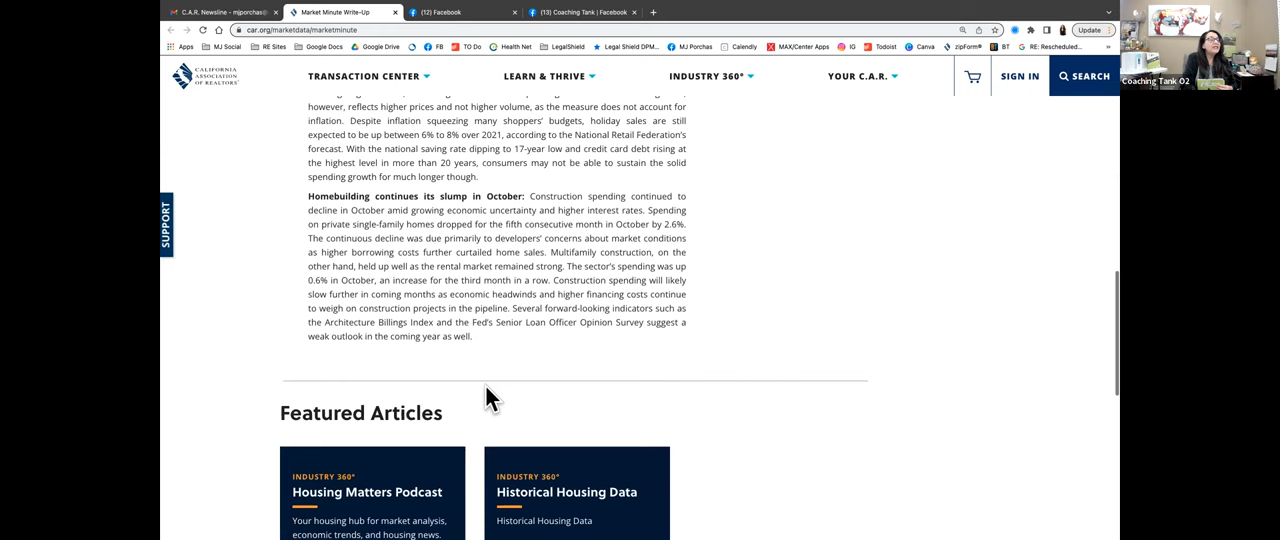 C.A.R. Newsline - mjporchas@
Market Minute Write-Up
(12) Facebook
(13) Coaching Tank | Facebook
car.org/marketdata/marketminute
Update
Apps
MJ Social
RE Sites
Google Docs
Google Drive
FB
TO Do
Health Net
LegalShield
Legal Shield DPM...
MJ Porchas
Calendly
MAX/Center Apps
IG
Todoist
Canva
zipForm®
BT
RE: Rescheduled...
CALIFORNIA
ASSOCIATION
OF REALTORS®
TRANSACTION CENTER
LEARN & THRIVE
INDUSTRY 360°
YOUR C.A.R.
SIGN IN
SEARCH
Coaching Tank O2
SUPPORT
however, reflects higher prices and not higher volume, as the measure does not account for
inflation. Despite inflation squeezing many shoppers' budgets, holiday sales are still
expected to be up between 6% to 8% over 2021, according to the National Retail Federation's
forecast. With the national saving rate dipping to 17-year low and credit card debt rising at
the highest level in more than 20 years, consumers may not be able to sustain the solid
spending growth for much longer though.
Homebuilding continues its slump in October: Construction spending continued to
decline in October amid growing economic uncertainty and higher interest rates. Spending
on private single-family homes dropped for the fifth consecutive month in October by 2.6%.
The continuous decline was due primarily to developers' concerns about market conditions
as higher borrowing costs further curtailed home sales. Multifamily construction, on the
other hand, held up well as the rental market remained strong. The sector's spending was up
0.6% in October, an increase for the third month in a row. Construction spending will likely
slow further in coming months as economic headwinds and higher financing costs continue
to weigh on construction projects in the pipeline. Several forward-looking indicators such as
the Architecture Billings Index and the Fed's Senior Loan Officer Opinion Survey suggest a
weak outlook in the coming year as well.
Featured Articles
INDUSTRY 360°
Housing Matters Podcast
Your housing hub for market analysis,
economic trends, and housing news.
INDUSTRY 360°
Historical Housing Data
Historical Housing Data